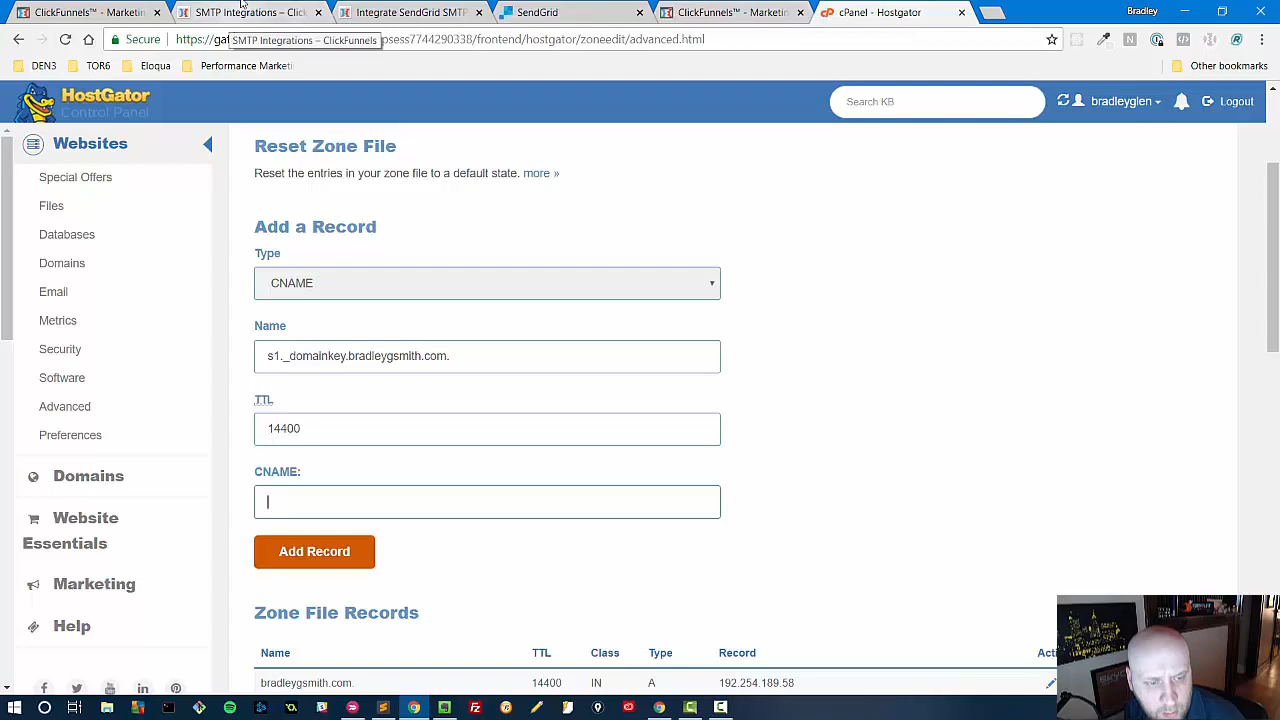 ClickFunnels™ - Marketin
SMTP Integrations – Click
Integrate SendGrid SMTP
SendGrid
ClickFunnels™ - Marketin
cPanel - Hostgator
Bradley
Secure
https://gat
psess7744290338/frontend/hostgator/zoneedit/advanced.html
SMTP Integrations – ClickFunnels
DEN3
TOR6
Eloqua
Performance Marketi
Other bookmarks
HostGator
Control Panel
Search KB
bradleyglen
Logout
Websites
Special Offers
Files
Databases
Domains
Email
Metrics
Security
Software
Advanced
Preferences
Domains
Website
Essentials
Marketing
Help
Reset Zone File
Reset the entries in your zone file to a default state. more »
Add a Record
Type
CNAME
Name
s1._domainkey.bradleygsmith.com.
TTL
14400
CNAME:
Add Record
Zone File Records
Name TTL Class Type Record Acti
bradleygsmith.com. 14400 IN A 192.254.189.58